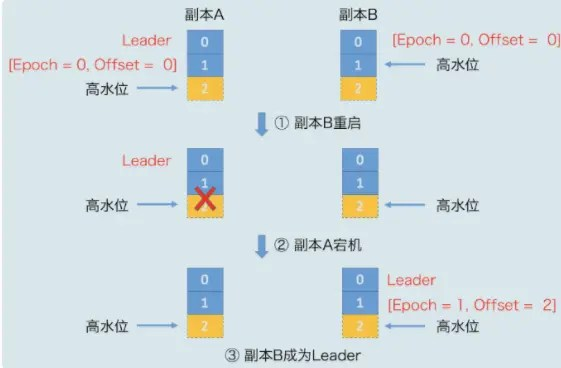 副本A 副本B
Leader 0 0 [Epoch = 0, Offset = 0]
[Epoch = 0, Offset = 0] 1 1 高水位
高水位 2 2
① 副本B重启
Leader 0 0
1 1
高水位 2 2 高水位
② 副本A宕机
0 0 Leader
1 1 [Epoch = 1, Offset = 2]
高水位 2 2 高水位
③ 副本B成为Leader